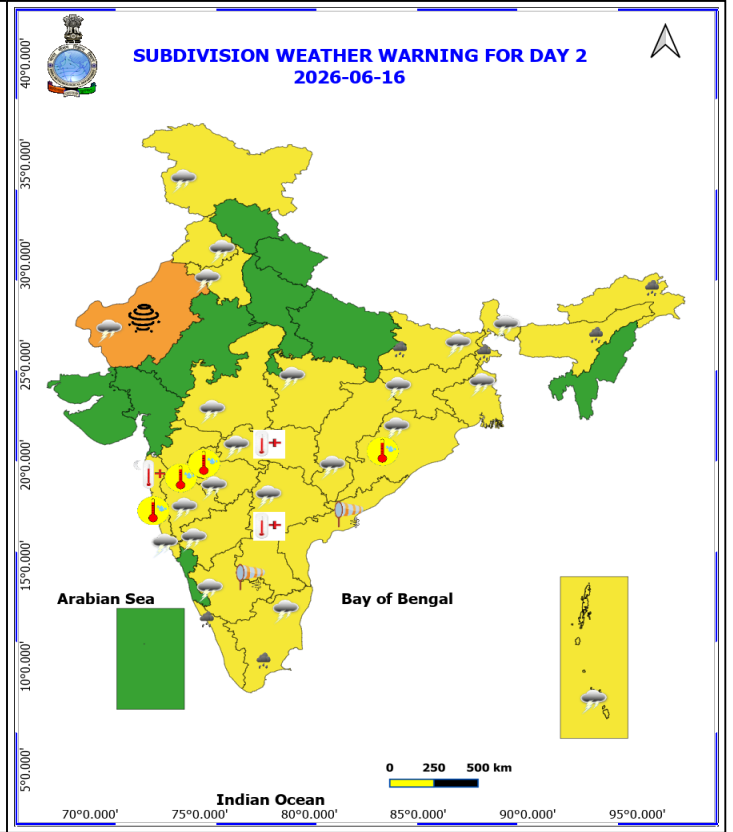 SUBDIVISION WEATHER WARNING FOR DAY 2
2026-06-16
40°0.000'
35°0.000'
30°0.000'
25°0.000'
20°0.000'
15°0.000'
10°0.000'
5°0.000'
Arabian Sea
Bay of Bengal
0 250 500 km
Indian Ocean
70°0.000' 75°0.000' 80°0.000' 85°0.000' 90°0.000' 95°0.000'